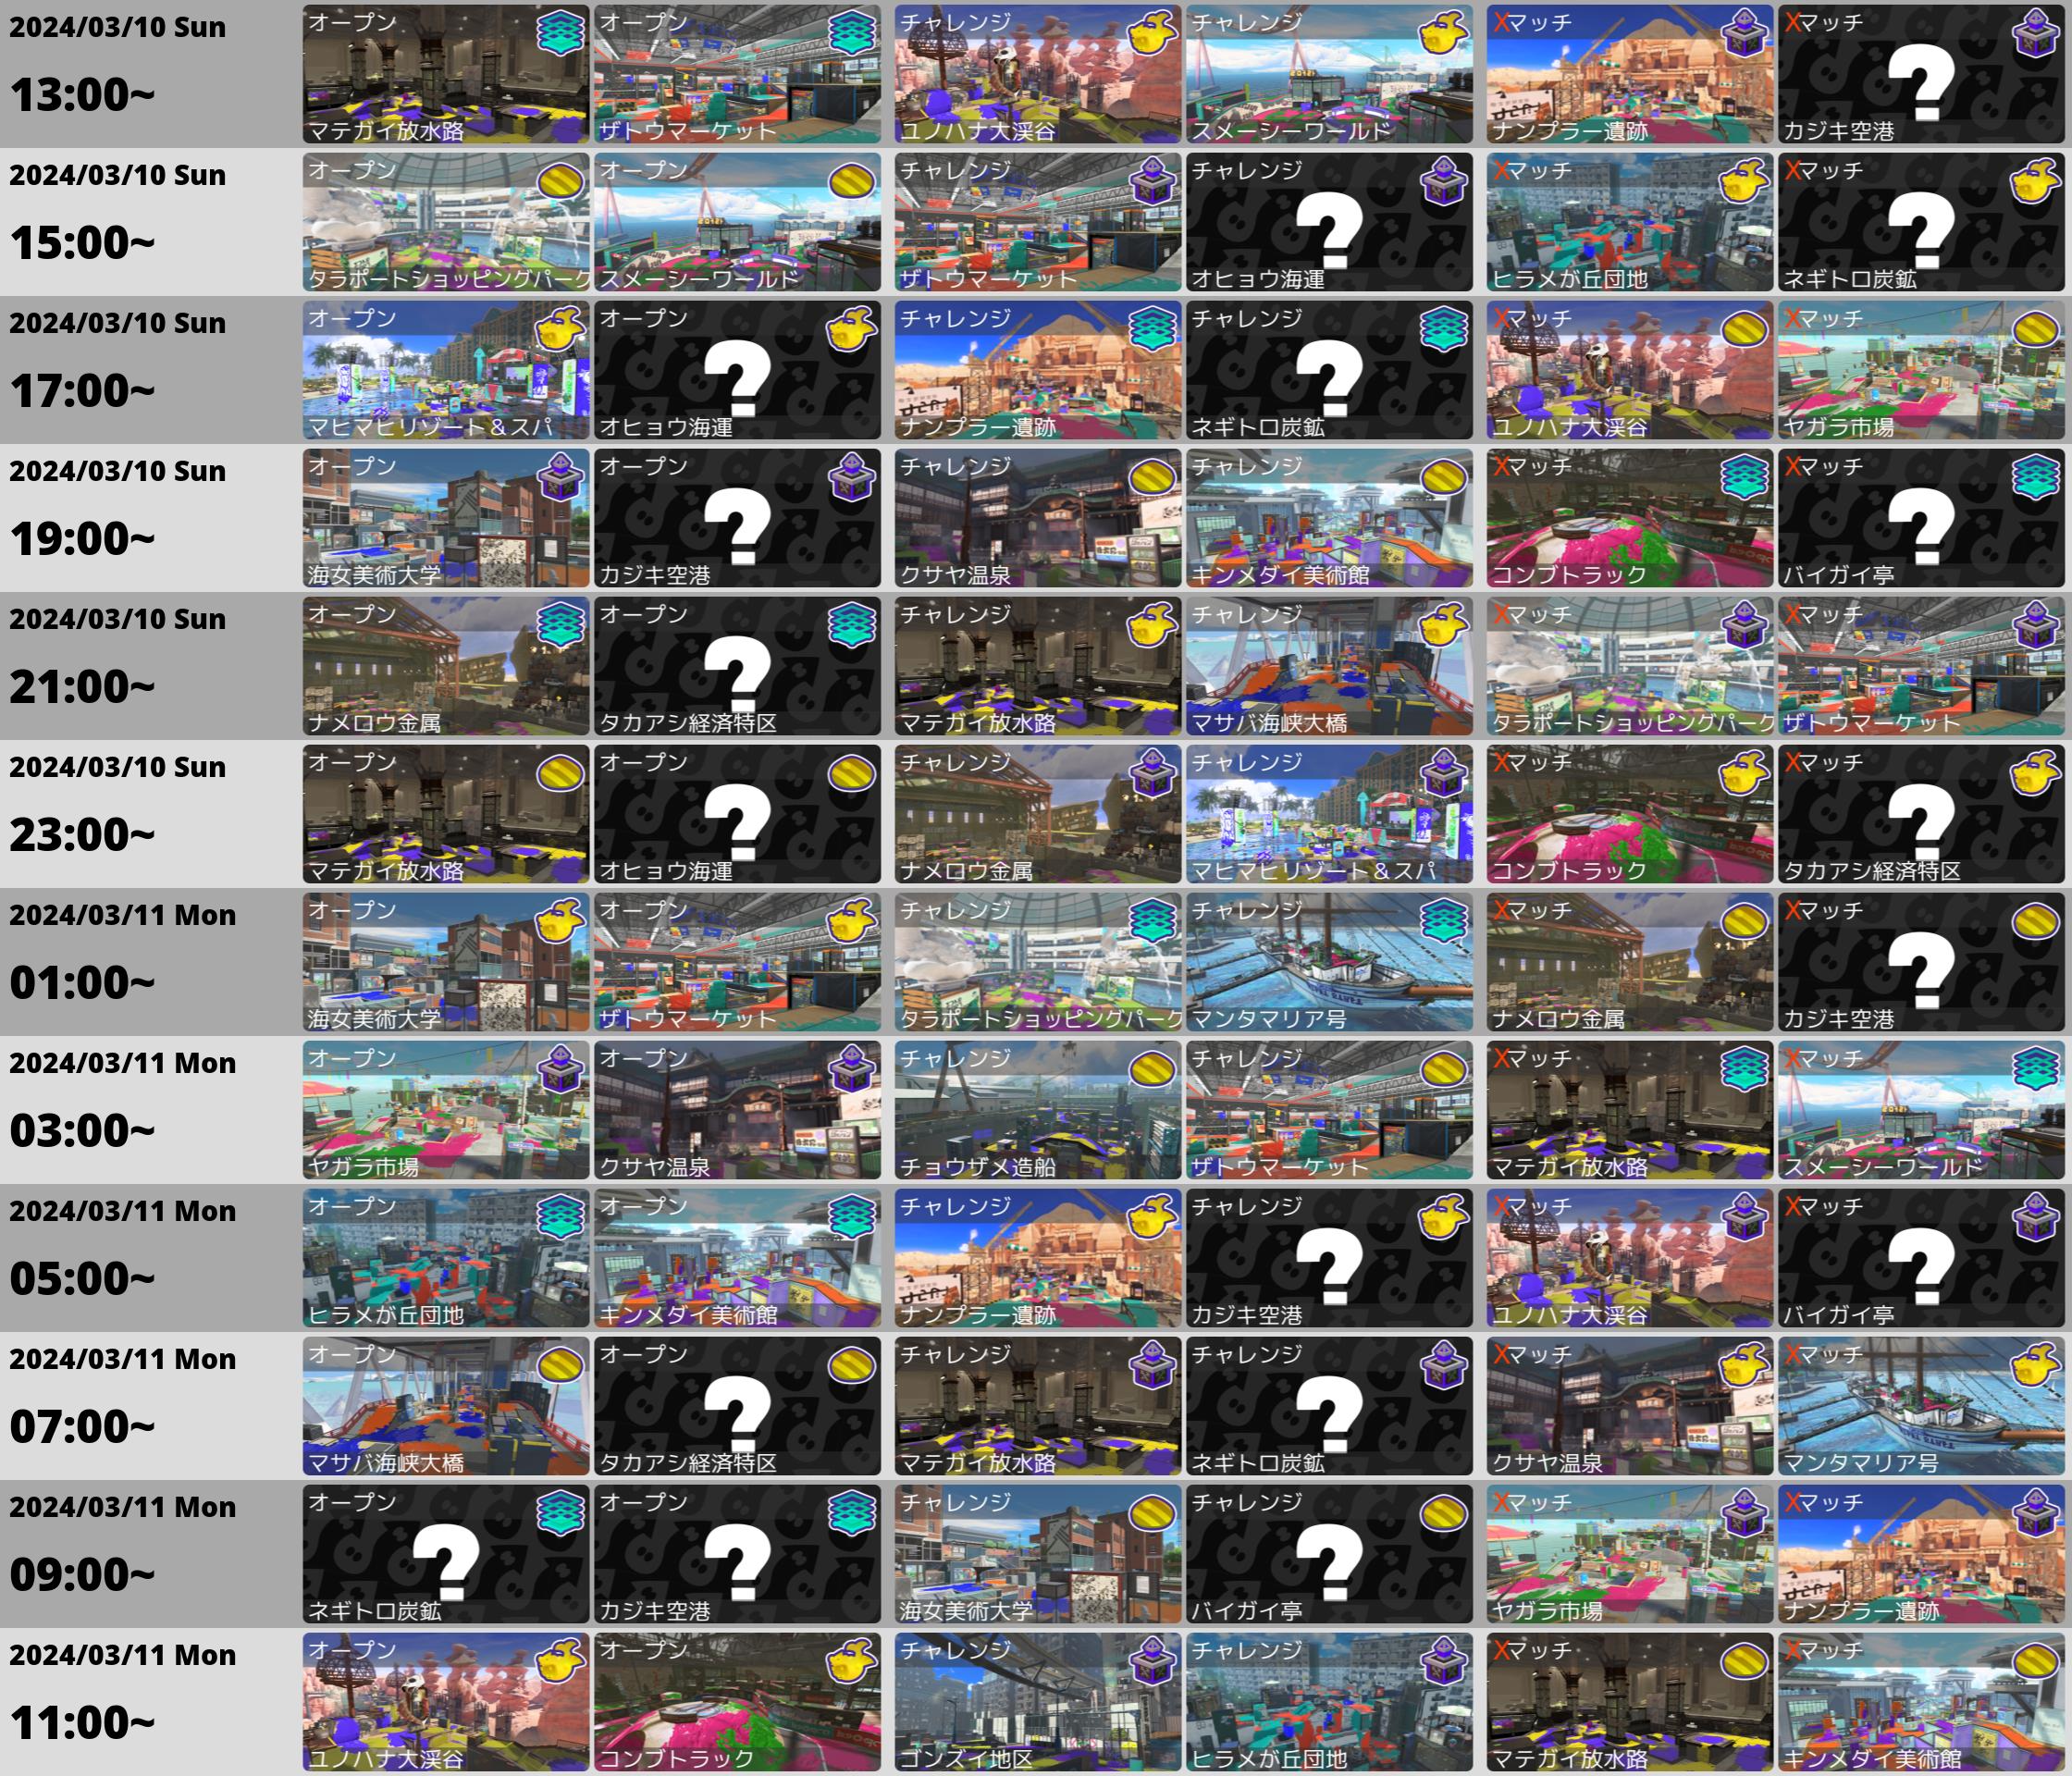 2024/03/10 Sun
13:00~
オープン オープン チャレンジ チャレンジ Xマッチ Xマッチ
マテガイ放水路 ザトウマーケット ユノハナ大渓谷 スメーシーワールド ナンプラー遺跡 カジキ空港
2024/03/10 Sun
15:00~
オープン オープン チャレンジ チャレンジ Xマッチ Xマッチ
タラポートショッピングパーク スメーシーワールド ザトウマーケット オヒョウ海運 ヒラメが丘団地 ネギトロ炭鉱
2024/03/10 Sun
17:00~
オープン オープン チャレンジ チャレンジ Xマッチ Xマッチ
マヒマヒリゾート&スパ オヒョウ海運 ナンプラー遺跡 ネギトロ炭鉱 ユノハナ大渓谷 ヤガラ市場
2024/03/10 Sun
19:00~
オープン オープン チャレンジ チャレンジ Xマッチ Xマッチ
海女美術大学 カジキ空港 クサヤ温泉 キンメダイ美術館 コンブトラック バイガイ亭
2024/03/10 Sun
21:00~
オープン オープン チャレンジ チャレンジ Xマッチ Xマッチ
ナメロウ金属 タカアシ経済特区 マテガイ放水路 マサバ海峡大橋 タラポートショッピングパーク ザトウマーケット
2024/03/10 Sun
23:00~
オープン オープン チャレンジ チャレンジ Xマッチ Xマッチ
マテガイ放水路 オヒョウ海運 ナメロウ金属 マヒマヒリゾート&スパ コンブトラック タカアシ経済特区
2024/03/11 Mon
01:00~
オープン オープン チャレンジ チャレンジ Xマッチ Xマッチ
海女美術大学 ザトウマーケット タラポートショッピングパーク マンタマリア号 ナメロウ金属 カジキ空港
2024/03/11 Mon
03:00~
オープン オープン チャレンジ チャレンジ Xマッチ Xマッチ
ヤガラ市場 クサヤ温泉 チョウザメ造船 ザトウマーケット マテガイ放水路 スメーシーワールド
2024/03/11 Mon
05:00~
オープン オープン チャレンジ チャレンジ Xマッチ Xマッチ
ヒラメが丘団地 キンメダイ美術館 ナンプラー遺跡 カジキ空港 ユノハナ大渓谷 バイガイ亭
2024/03/11 Mon
07:00~
オープン オープン チャレンジ チャレンジ Xマッチ Xマッチ
マサバ海峡大橋 タカアシ経済特区 マテガイ放水路 ネギトロ炭鉱 クサヤ温泉 マンタマリア号
2024/03/11 Mon
09:00~
オープン オープン チャレンジ チャレンジ Xマッチ Xマッチ
ネギトロ炭鉱 カジキ空港 海女美術大学 バイガイ亭 ヤガラ市場 ナンプラー遺跡
2024/03/11 Mon
11:00~
オープン オープン チャレンジ チャレンジ Xマッチ Xマッチ
ユノハナ大渓谷 コンブトラック ゴンズイ地区 ヒラメが丘団地 マテガイ放水路 キンメダイ美術館